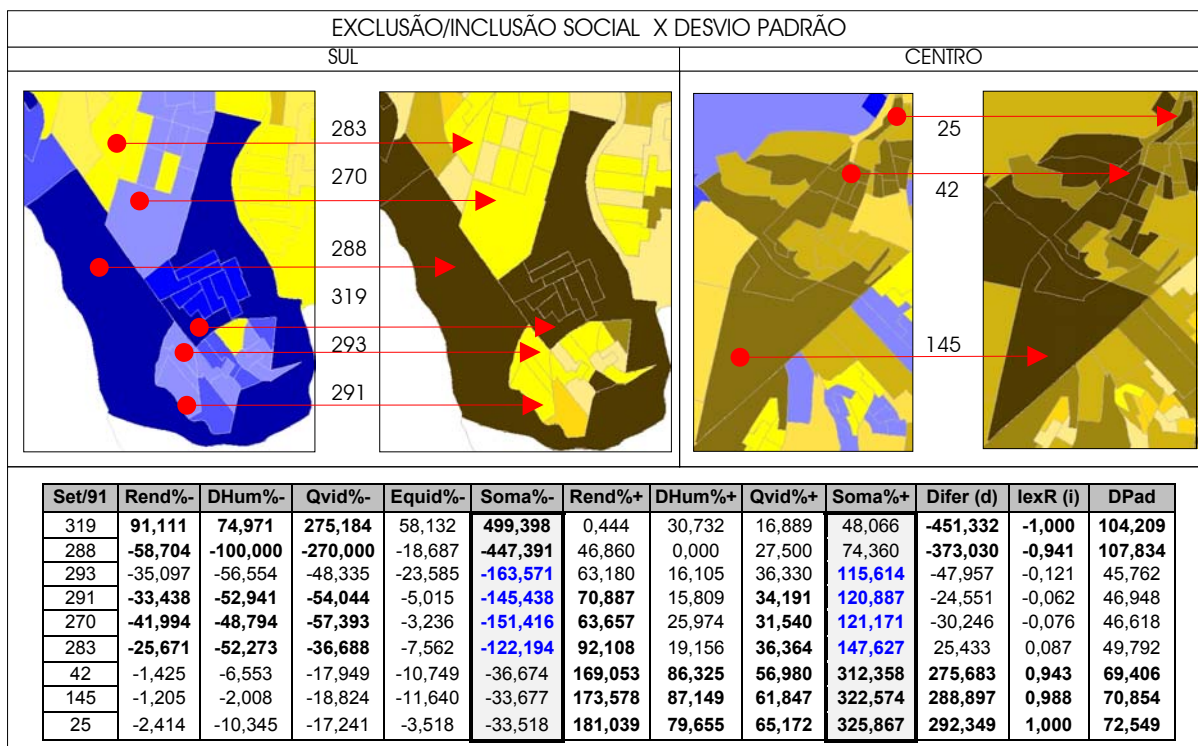 EXCLUSÃO/INCLUSÃO SOCIAL X DESVIO PADRÃO
SUL CENTRO
283
270
288
319
293
291
25
42
145
Set/91 Rend%- DHum%- Qvid%- Equid%- Soma%- Rend%+ DHum%+ Qvid%+ Soma%+ Difer (d) IexR (i) DPad
319 91,111 74,971 275,184 58,132 499,398 0,444 30,732 16,889 48,066 -451,332 -1,000 104,209
288 -58,704 -100,000 -270,000 -18,687 -447,391 46,860 0,000 27,500 74,360 -373,030 -0,941 107,834
293 -35,097 -56,554 -48,335 -23,585 -163,571 63,180 16,105 36,330 115,614 -47,957 -0,121 45,762
291 -33,438 -52,941 -54,044 -5,015 -145,438 70,887 15,809 34,191 120,887 -24,551 -0,062 46,948
270 -41,994 -48,794 -57,393 -3,236 -151,416 63,657 25,974 31,540 121,171 -30,246 -0,076 46,618
283 -25,671 -52,273 -36,688 -7,562 -122,194 92,108 19,156 36,364 147,627 25,433 0,087 49,792
42 -1,425 -6,553 -17,949 -10,749 -36,674 169,053 86,325 56,980 312,358 275,683 0,943 69,406
145 -1,205 -2,008 -18,824 -11,640 -33,677 173,578 87,149 61,847 322,574 288,897 0,988 70,854
25 -2,414 -10,345 -17,241 -3,518 -33,518 181,039 79,655 65,172 325,867 292,349 1,000 72,549